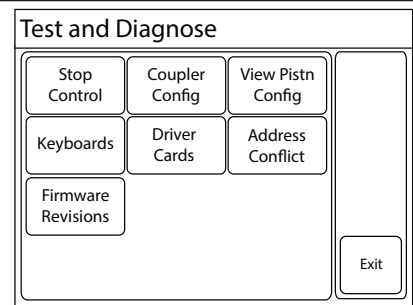 Test and Diagnose
Stop
Control
Coupler
Config
View Pistn
Config
Keyboards
Driver
Cards
Address
Conflict
Firmware
Revisions
Exit